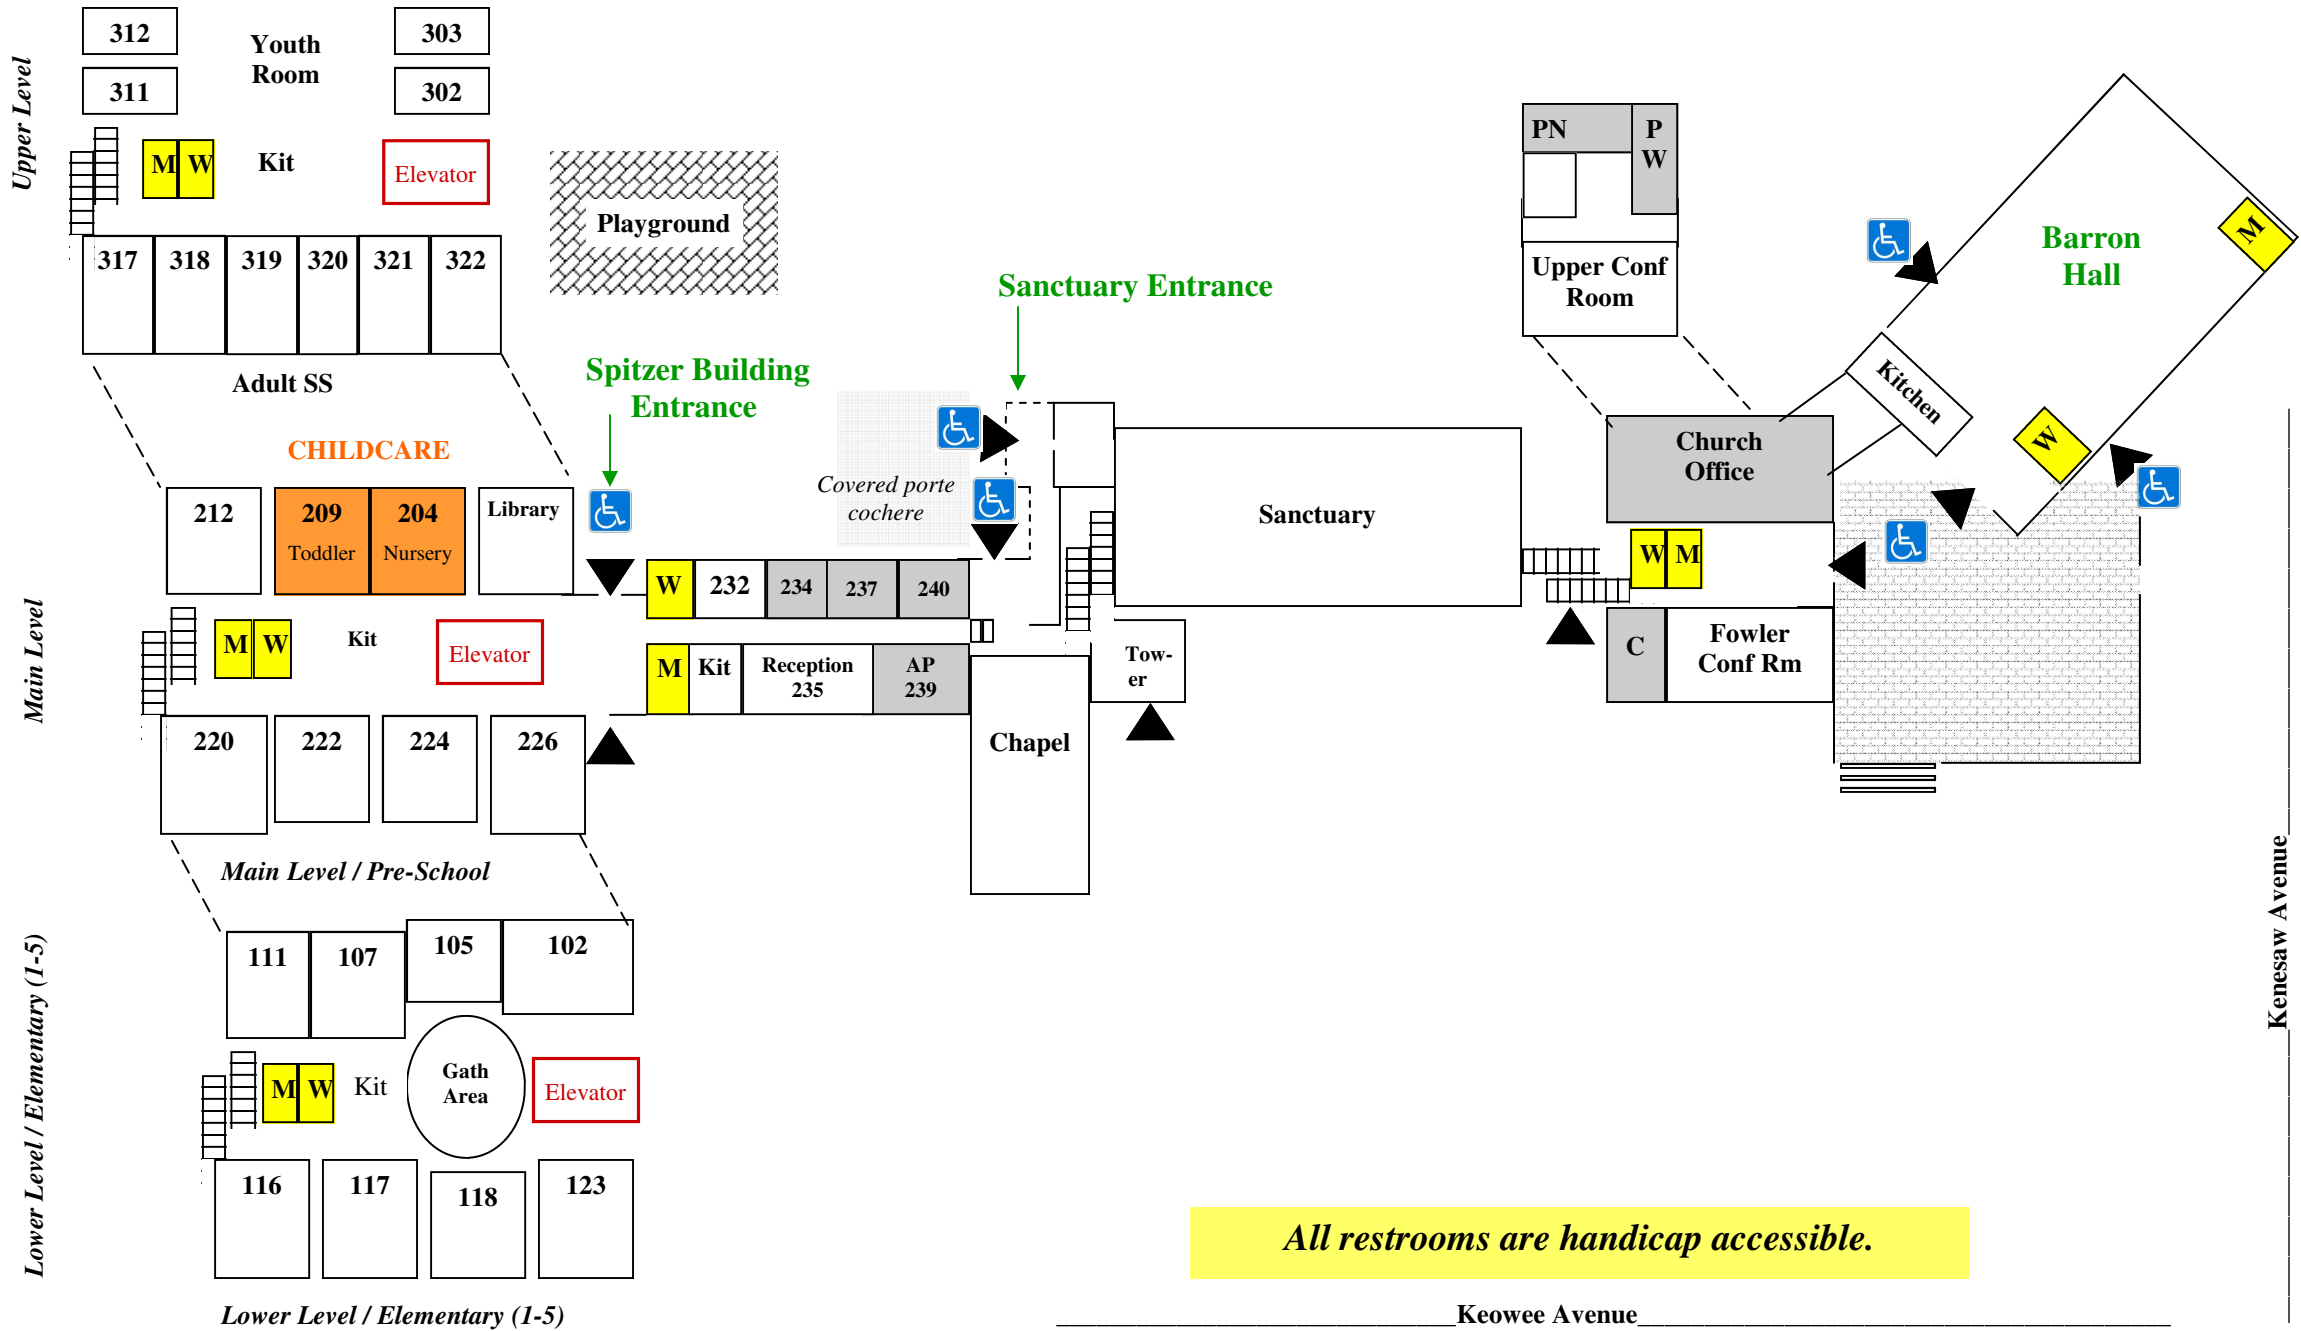 Upper Level
312
Youth
Room
303
311
302
M W
Kit
Elevator
317 318 319 320 321 322
Adult SS
Playground
Spitzer Building
Entrance
Sanctuary Entrance
Covered porte
cochere
CHILDCARE
Main Level
212
209
Toddler
204
Nursery
Library
M W
Kit
Elevator
220 222 224 226
Main Level / Pre-School
W 232 234 237 240
M Kit
Reception
235
AP
239
Chapel
Tow-
er
Sanctuary
PN
P
W
Upper Conf
Room
Church
Office
W M
C
Fowler
Conf Rm
Barron
Hall
M
Kitchen
W
Lower Level / Elementary (1-5)
111 107 105 102
M W
Kit
Gath
Area
Elevator
116 117 118 123
Lower Level / Elementary (1-5)
All restrooms are handicap accessible.
Keowee Avenue
Kenesaw Avenue